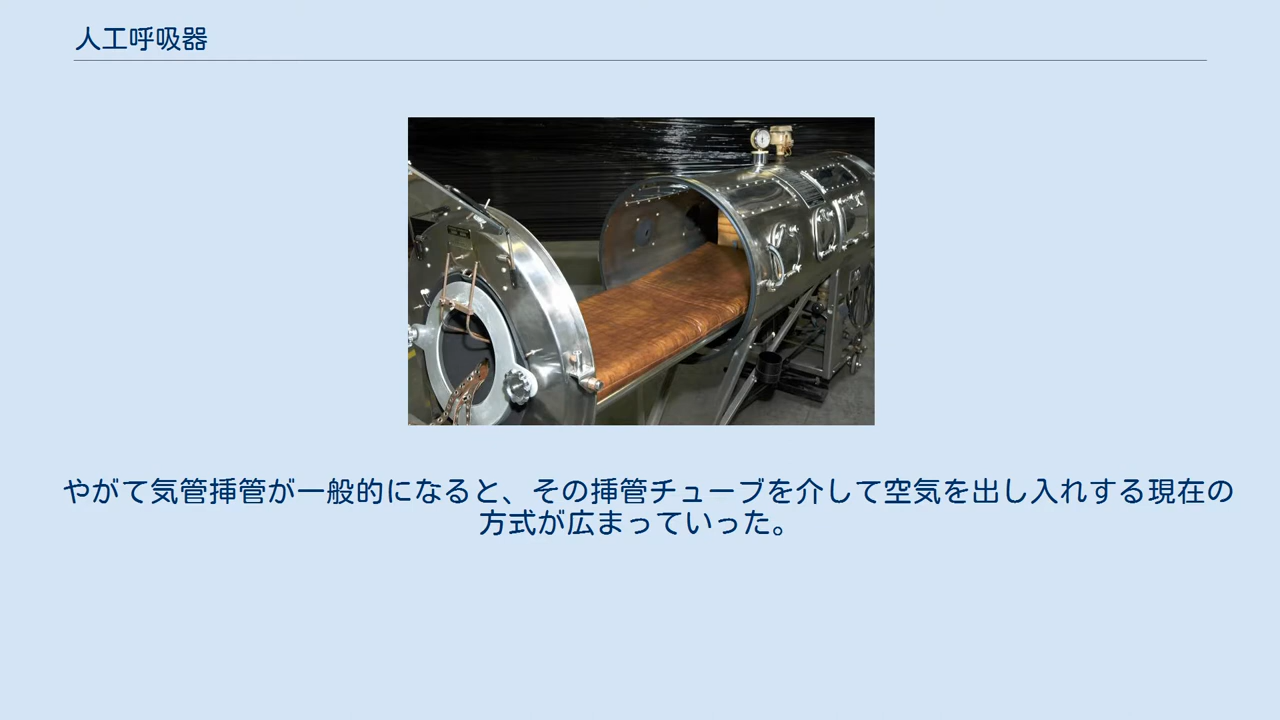 人工呼吸器
やがて気管挿管が一般的になると、その挿管チューブを介して空気を出し入れする現在の
方式が広まっていった。